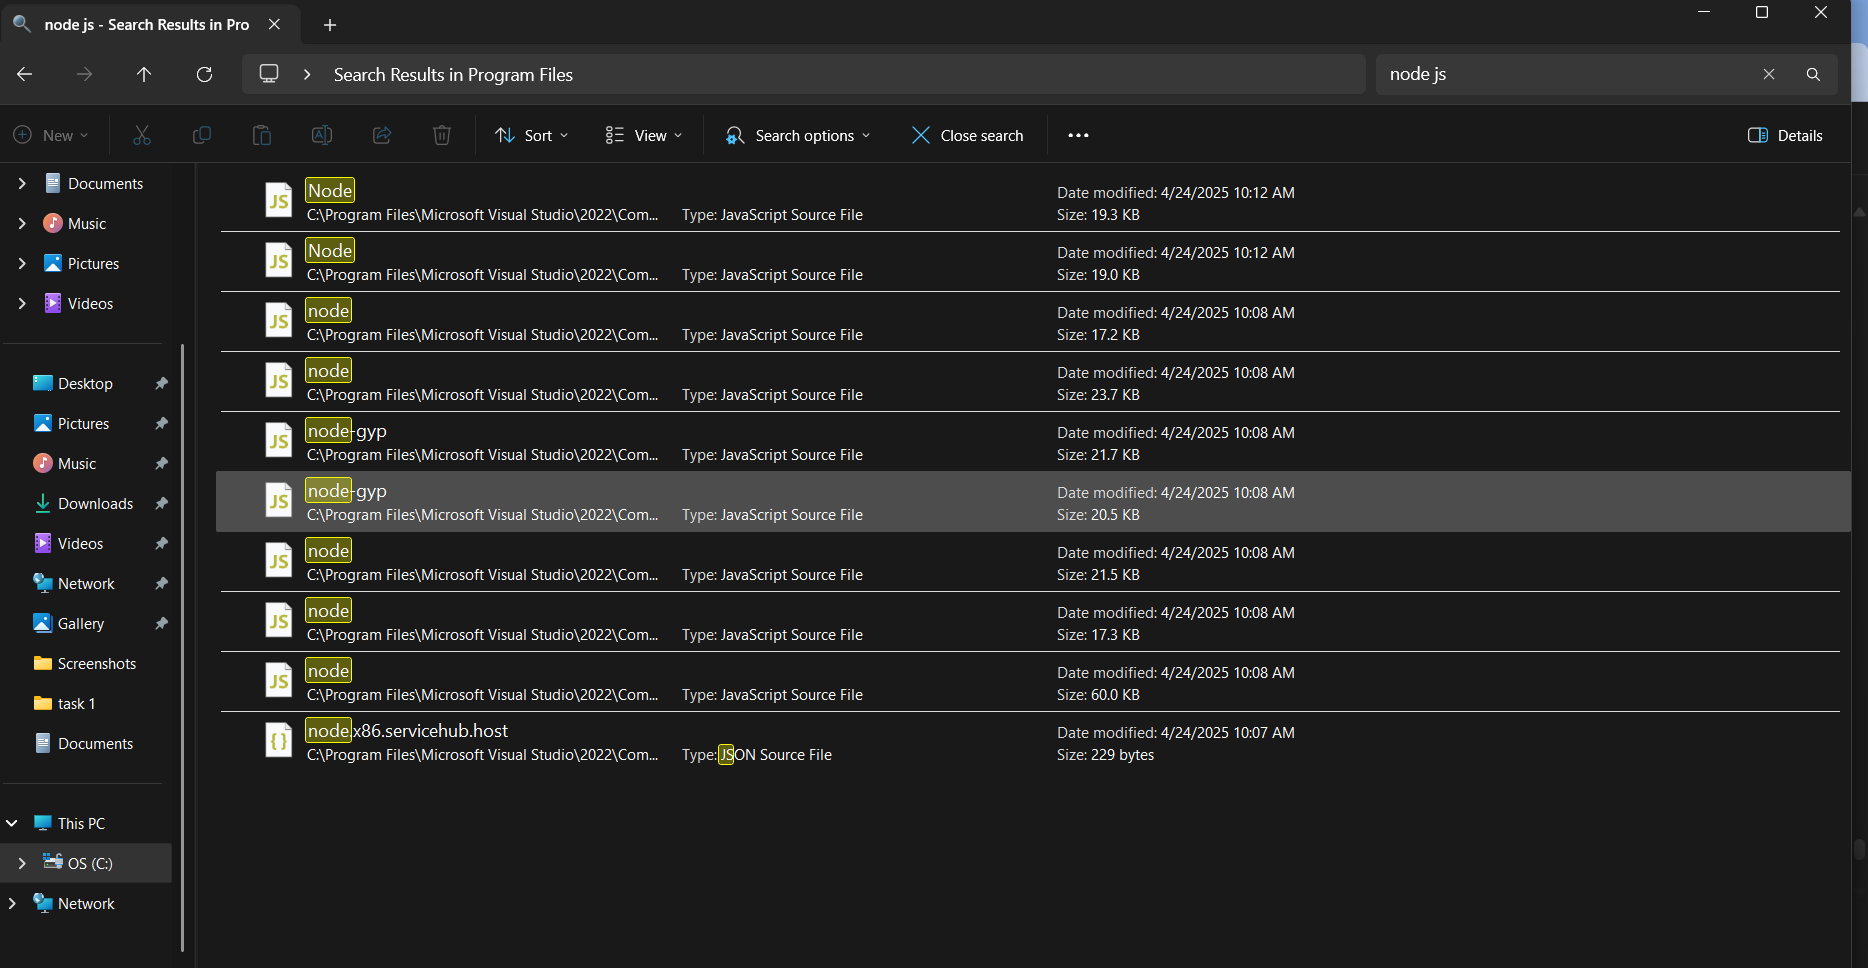 node js - Search Results in Pro
Search Results in Program Files
node js
New
Sort
View
Search options
Close search
Details
Documents
Music
Pictures
Videos
Desktop
Pictures
Music
Downloads
Videos
Network
Gallery
Screenshots
task 1
Documents
This PC
OS (C:)
Network
JS Node Date modified: 4/24/2025 10:12 AM
C:\Program Files\Microsoft Visual Studio\2022\Com... Type: JavaScript Source File Size: 19.3 KB
JS Node Date modified: 4/24/2025 10:12 AM
C:\Program Files\Microsoft Visual Studio\2022\Com... Type: JavaScript Source File Size: 19.0 KB
JS node Date modified: 4/24/2025 10:08 AM
C:\Program Files\Microsoft Visual Studio\2022\Com... Type: JavaScript Source File Size: 17.2 KB
JS node Date modified: 4/24/2025 10:08 AM
C:\Program Files\Microsoft Visual Studio\2022\Com... Type: JavaScript Source File Size: 23.7 KB
JS node-gyp Date modified: 4/24/2025 10:08 AM
C:\Program Files\Microsoft Visual Studio\2022\Com... Type: JavaScript Source File Size: 21.7 KB
JS node-gyp Date modified: 4/24/2025 10:08 AM
C:\Program Files\Microsoft Visual Studio\2022\Com... Type: JavaScript Source File Size: 20.5 KB
JS node Date modified: 4/24/2025 10:08 AM
C:\Program Files\Microsoft Visual Studio\2022\Com... Type: JavaScript Source File Size: 21.5 KB
JS node Date modified: 4/24/2025 10:08 AM
C:\Program Files\Microsoft Visual Studio\2022\Com... Type: JavaScript Source File Size: 17.3 KB
JS node Date modified: 4/24/2025 10:08 AM
C:\Program Files\Microsoft Visual Studio\2022\Com... Type: JavaScript Source File Size: 60.0 KB
{} node.x86.servicehub.host Date modified: 4/24/2025 10:07 AM
C:\Program Files\Microsoft Visual Studio\2022\Com... Type: JSON Source File Size: 229 bytes